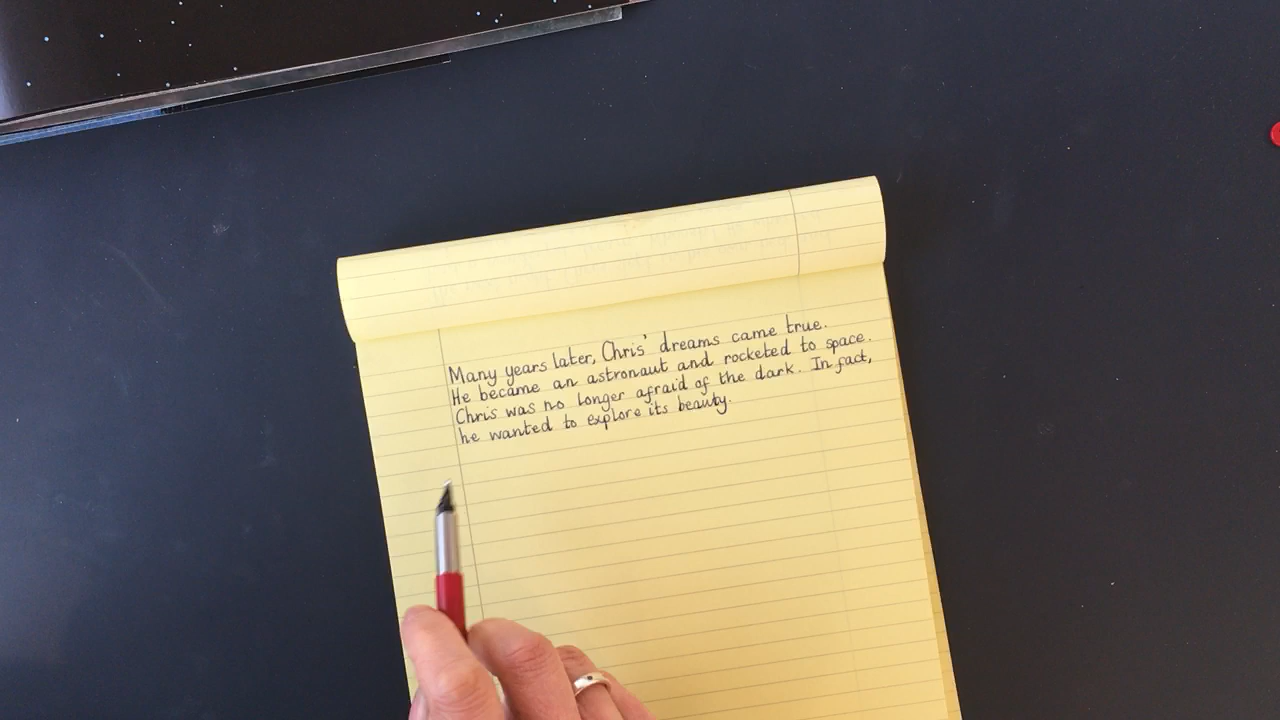 Many years later, Chris' dreams came true.
He became an astronaut and rocketed to space.
Chris was no longer afraid of the dark. In fact,
he wanted to explore its beauty.